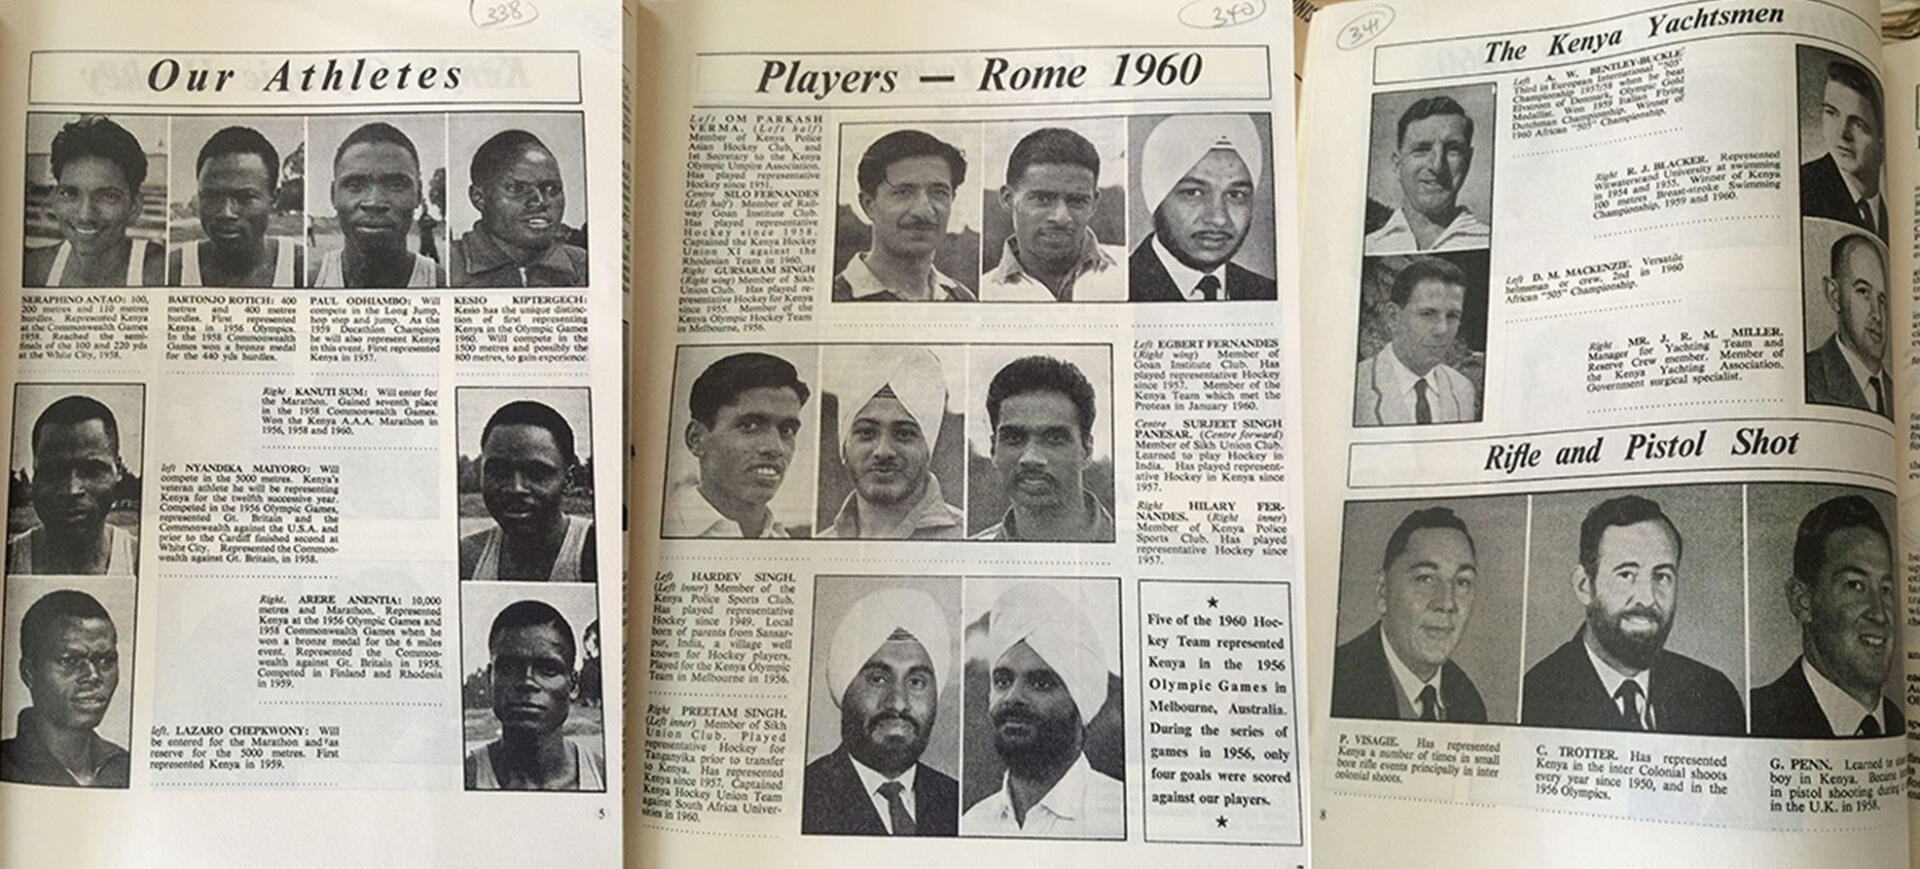 338
Our Athletes
SERAPHINO ANTAO: 100,
200 metres and 110 metres
hurdles. Represented Kenya
at the Commonwealth Games
1958. Reached the semi-
finals of the 100 and 220 yds
at the White City, 1958.
BARTONJO ROTICH: 400
metres and 400 metres
hurdles. First represented
Kenya in 1956 Olympics.
In the 1958 Commonwealth
Games won a bronze medal
for the 440 yds hurdles.
PAUL ODHIAMBO: Will
compete in the Long Jump,
hop step and jump. As the
1959 Decathlon Champion
he will also represent Kenya
in this event. First represented
Kenya in 1957.
KESIO KIPTERGECH:
Kesio has the unique distinc-
tion of first representing
Kenya in the Olympic Games
1960. Will compete in the
1500 metres and possibly the
800 metres, to gain experience.
Right KANUTI SUM: Will enter for
the Marathon. Gained seventh place
in the 1958 Commonwealth Games.
Won the Kenya A.A.A. Marathon in
1956, 1958 and 1960.
left NYANDIKA MAIYORO: Will
compete in the 5000 metres. Kenya's
veteran athlete he will be representing
Kenya for the twelfth successive year.
Competed in the 1956 Olympic Games,
represented Gt. Britain and the
Commonwealth against the U.S.A. and
prior to the Cardiff finished second at
White City. Represented the Common-
wealth against Gt. Britain, in 1958.
Right. ARERE ANENTIA: 10,000
metres and Marathon. Represented
Kenya at the 1956 Olympic Games and
1958 Commonwealth Games when he
won a bronze medal for the 6 miles
event. Represented the Common-
wealth against Gt. Britain in 1958.
Competed in Finland and Rhodesia
in 1959.
left. LAZARO CHEPKWONY: Will
be entered for the Marathon and as
reserve for the 5000 metres. First
represented Kenya in 1959.
5
340
Players — Rome 1960
Left OM PARKASH
VERMA. (Left half)
Member of Kenya Police
Asian Hockey Club, and
1st Secretary to the Kenya
Olympic Umpire Association.
Has played representative
Hockey since 1951.
Centre SILO FERNANDES
(Left half) Member of Rail-
way Goan Institute Club.
Has played representative
Hockey since 1958.
Captained the Kenya Hockey
Union XI against the
Rhodesian Team in 1960.
Right GURSARAM SINGH
(Right wing) Member of Sikh
Union Club. Has played re-
presentative Hockey for Kenya
since 1955. Member of the
Kenya Olympic Hockey Team
in Melbourne, 1956.
Left EGBERT FERNANDES
(Right wing) Member of
Goan Institute Club. Has
played representative Hockey
since 1957. Member of the
Kenya Team which met the
Proteas in January 1960.
Centre SURJEET SINGH
PANESAR. (Centre forward)
Member of Sikh Union Club.
Learned to play Hockey in
India. Has played represent-
ative Hockey in Kenya since
1957.
Right HILARY FER-
NANDES. (Right inner)
Member of Kenya Police
Sports Club. Has played
representative Hockey since
1957.
Left HARDEV SINGH.
(Left inner) Member of the
Kenya Police Sports Club.
Has played representative
Hockey since 1949. Local
born of parents from Sansar-
pur, India, a village well
known for Hockey players.
Played for the Kenya Olympic
Team in Melbourne in 1956.
Right PREETAM SINGH.
(Left inner) Member of Sikh
Union Club. Played
representative Hockey for
Tanganyika prior to transfer
to Kenya. Has represented
Kenya since 1957. Captained
Kenya Hockey Union Team
against South Africa Univer-
sities in 1960.
Five of the 1960 Hoc-
key Team represented
Kenya in the 1956
Olympic Games in
Melbourne, Australia.
During the series of
games in 1956, only
four goals were scored
against our players.
341
The Kenya Yachtsmen
Left A. W. BENTLEY-BUCKLE
Third in European International "505"
Championship 1957/58 when he beat
Elvstrom of Denmark, Olympic Gold
Medallist. Won 1959 Italian Flying
Dutchman Championship. Winner of
1960 African "505" Championship.
Right R. J. BLACKER. Represented
Witwatersrand University at swimming
in 1954 and 1955. Winner of Kenya
100 metres Breast-stroke Swimming
Championship, 1959 and 1960.
Left D. M. MACKENZIE. Versatile
helmsman or crew. 2nd in 1960
African "505" Championship.
Right MR. J. R. M. MILLER.
Manager for Yachting Team and
Reserve Crew member. Member of
the Kenya Yachting Association.
Government surgical specialist.
Rifle and Pistol Shot
P. VISAGIE. Has represented
Kenya a number of times in small
bore rifle events principally in inter
colonial shoots.
C. TROTTER. Has represented
Kenya in the inter Colonial shoots
every year since 1950, and in the
1956 Olympics.
G. PENN. Learned to
boy in Kenya.
in pistol shooting
in the U.K. in 1958.
8